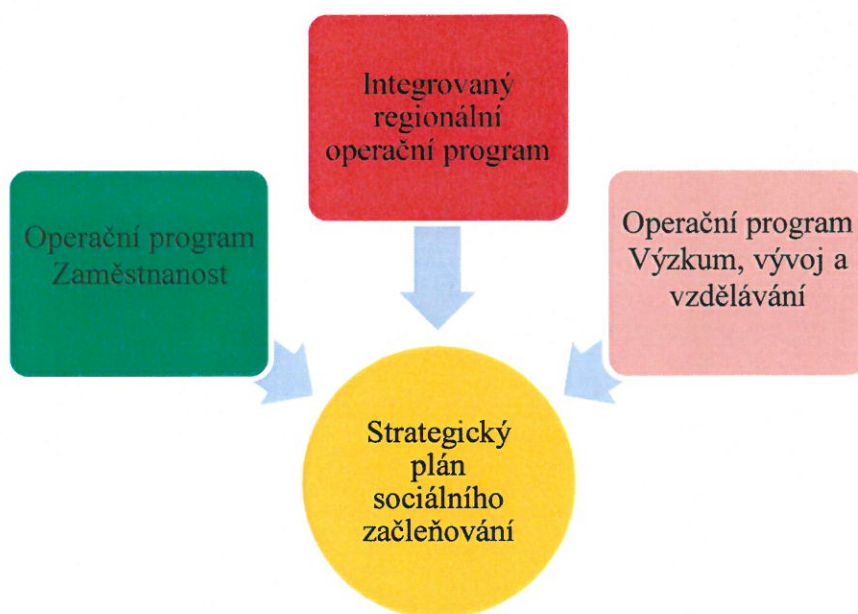 Integrovaný
regionální
operační program
Operační program
Zaměstnanost
Operační program
Výzkum, vývoj a
vzdělávání
Strategický
plán
sociálního
začleňování